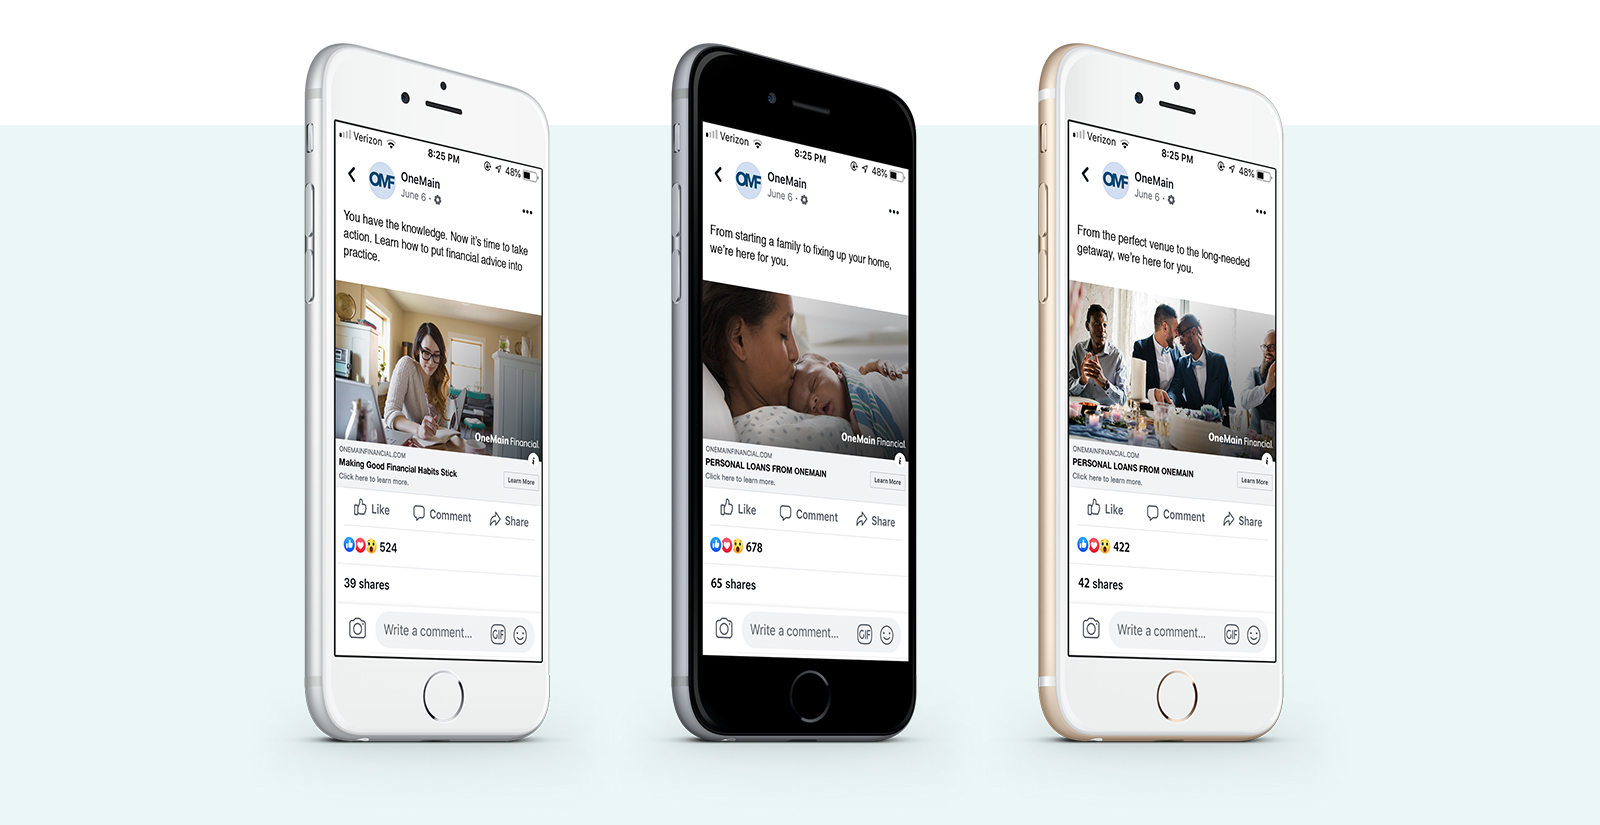 Verizon
8:25 PM
48%
OMF
OneMain
June 6 ·
You have the knowledge. Now it's time to take
action. Learn how to put financial advice into
practice.
OneMain Financial.
ONEMAINFINANCIAL.COM
i
Making Good Financial Habits Stick
Click here to learn more.
Learn More
Like
Comment
Share
524
39 shares
Write a comment...
GIF
Verizon
8:25 PM
48%
OMF
OneMain
June 6 ·
From starting a family to fixing up your home,
we're here for you.
OneMain Financial.
ONEMAINFINANCIAL.COM
i
PERSONAL LOANS FROM ONEMAIN
Click here to learn more.
Learn More
Like
Comment
Share
678
65 shares
Write a comment...
GIF
Verizon
8:25 PM
48%
OMF
OneMain
June 6 ·
From the perfect venue to the long-needed
getaway, we're here for you.
OneMain Financial.
ONEMAINFINANCIAL.COM
i
PERSONAL LOANS FROM ONEMAIN
Click here to learn more.
Learn More
Like
Comment
Share
422
42 shares
Write a comment...
GIF